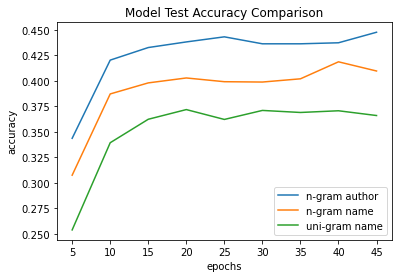 Model Test Accuracy Comparison
accuracy
0.450
0.425
0.400
0.375
0.350
0.325
0.300
0.275
0.250
5 10 15 20 25 30 35 40 45
epochs
n-gram author
n-gram name
uni-gram name